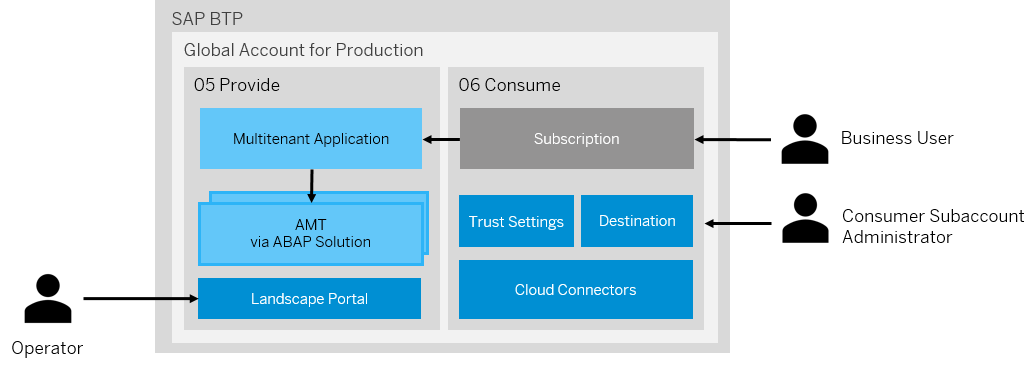 SAP BTP
Global Account for Production
05 Provide
Multitenant Application
AMT
via ABAP Solution
Landscape Portal
06 Consume
Subscription
Trust Settings
Destination
Cloud Connectors
Business User
Consumer Subaccount
Administrator
Operator